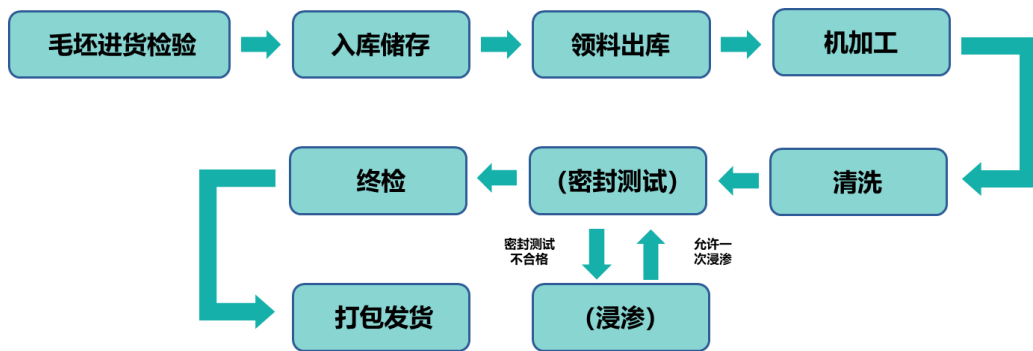 毛坯进货检验
入库储存
领料出库
机加工
清洗
（密封测试）
终检
密封测试
不合格
允许一
次浸渗
打包发货
（浸渗）